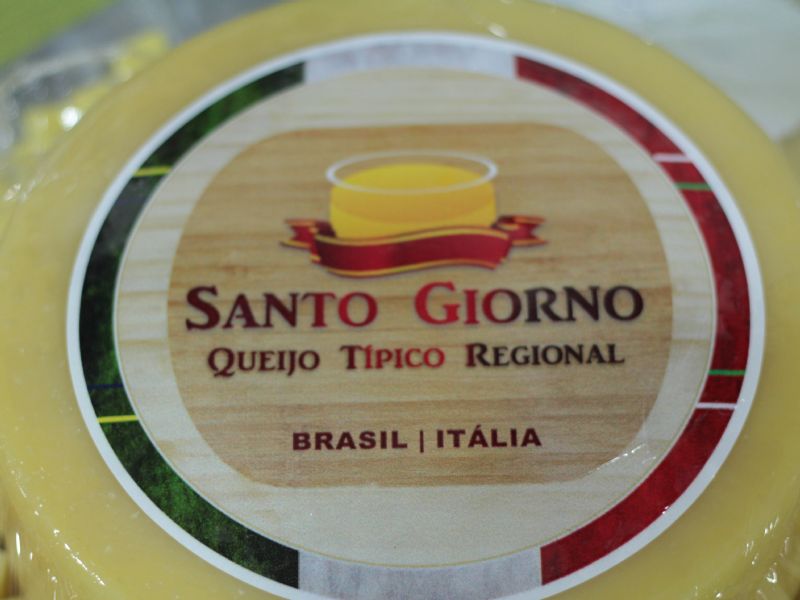 SANTO GIORNO
QUEIJO TÍPICO REGIONAL
BRASIL | ITÁLIA